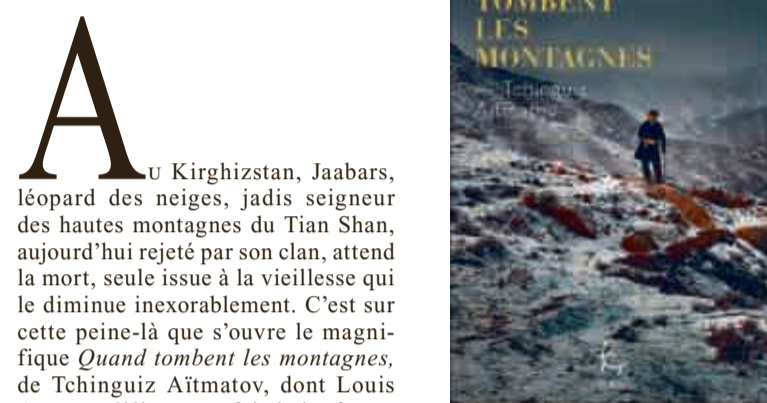 AU Kirghizstan, Jaabars,
léopard des neiges, jadis seigneur
des hautes montagnes du Tian Shan,
aujourd’hui rejeté par son clan, attend
la mort, seule issue à la vieillesse qui
le diminue inexorablement. C’est sur
cette peine-là que s’ouvre le magni-
fique Quand tombent les montagnes,
de Tchinguiz Aïtmatov, dont Louis
TOMBENT
LES
MONTAGNES
Tchinguiz
Aïtmatov